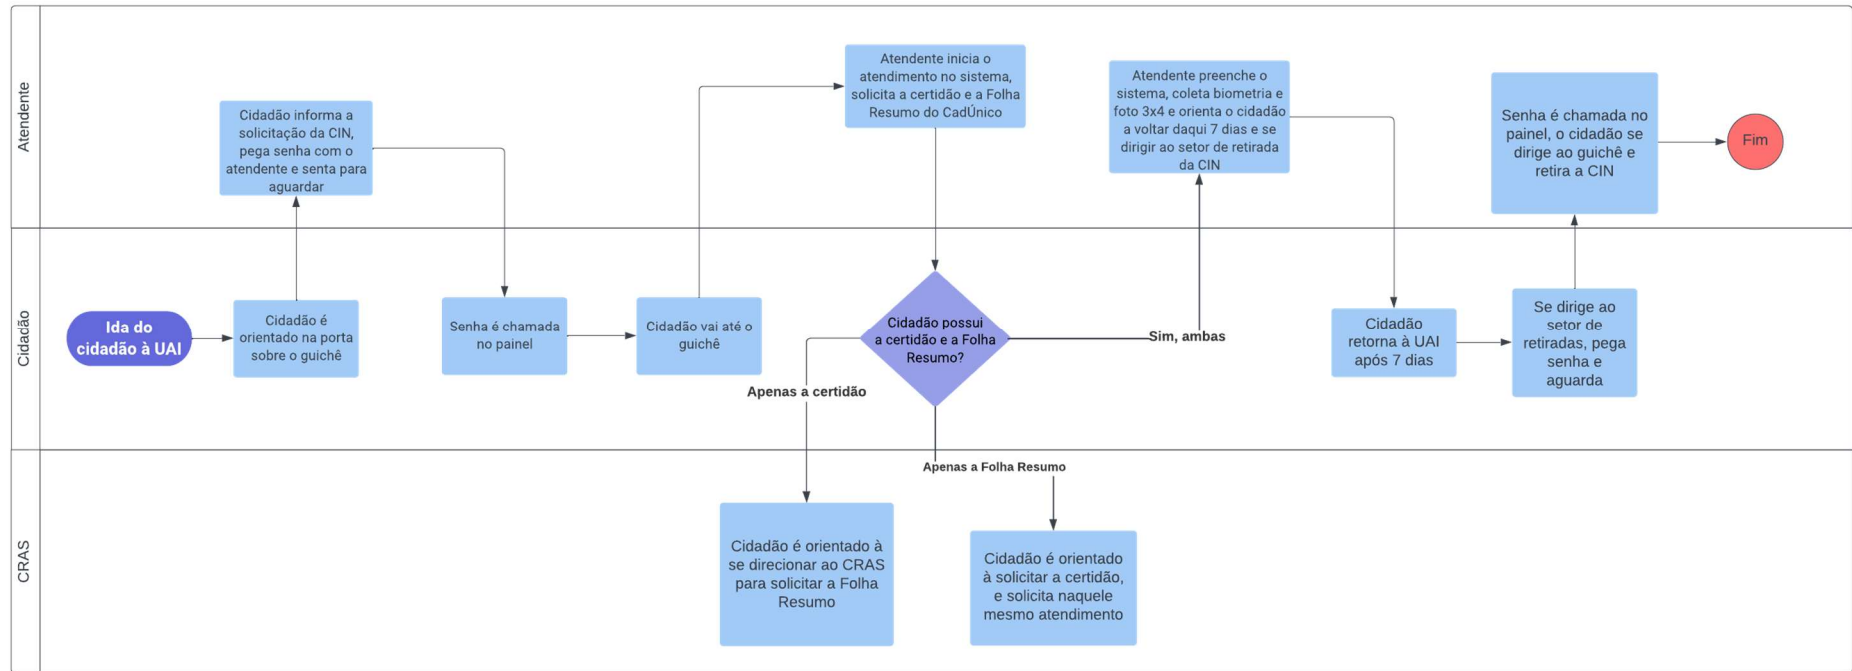 Atendente
Cidadão informa a
solicitação da CIN,
pega senha com o
atendente e senta para
aguardar
Atendente inicia o
atendimento no sistema,
solicita a certidão e a Folha
Resumo do CadÚnico
Atendente preenche o
sistema, coleta biometria e
foto 3x4 e orienta o cidadão
a voltar daqui 7 dias e se
dirigir ao setor de retirada
da CIN
Senha é chamada no
painel, o cidadão se
dirige ao guichê e
retira a CIN
Fim
Cidadão
Ida do
cidadão à UAI
Cidadão é
orientado na porta
sobre o guichê
Senha é chamada
no painel
Cidadão vai até o
guichê
Cidadão possui
a certidão e a Folha
Resumo?
Sim, ambas
Apenas a certidão
Cidadão
retorna à UAI
após 7 dias
Se dirige ao
setor de
retiradas, pega
senha e
aguarda
CRAS
Apenas a Folha Resumo
Cidadão é orientado à
se direcionar ao CRAS
para solicitar a Folha
Resumo
Cidadão é orientado
à solicitar a certidão,
e solicita naquele
mesmo atendimento